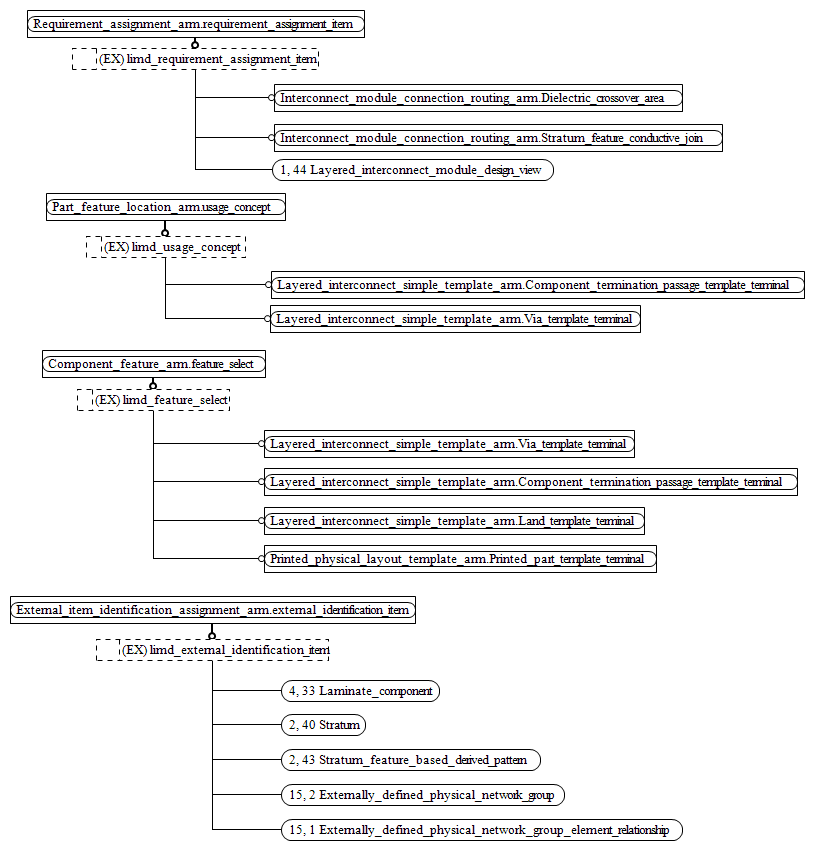 Requirement_assignment_arm.requirement_assignment_item
(EX) limd_requirement_assignment_item
Interconnect_module_connection_routing_arm.Dielectric_crossover_area
Interconnect_module_connection_routing_arm.Stratum_feature_conductive_join
1, 44 Layered_interconnect_module_design_view
Part_feature_location_arm.usage_concept
(EX) limd_usage_concept
Layered_interconnect_simple_template_arm.Component_termination_passage_template_terminal
Layered_interconnect_simple_template_arm.Via_template_terminal
Component_feature_arm.feature_select
(EX) limd_feature_select
Layered_interconnect_simple_template_arm.Via_template_terminal
Layered_interconnect_simple_template_arm.Component_termination_passage_template_terminal
Layered_interconnect_simple_template_arm.Land_template_terminal
Printed_physical_layout_template_arm.Printed_part_template_terminal
External_item_identification_assignment_arm.external_identification_item
(EX) limd_external_identification_item
4, 33 Laminate_component
2, 40 Stratum
2, 43 Stratum_feature_based_derived_pattern
15, 2 Externally_defined_physical_network_group
15, 1 Externally_defined_physical_network_group_element_relationship